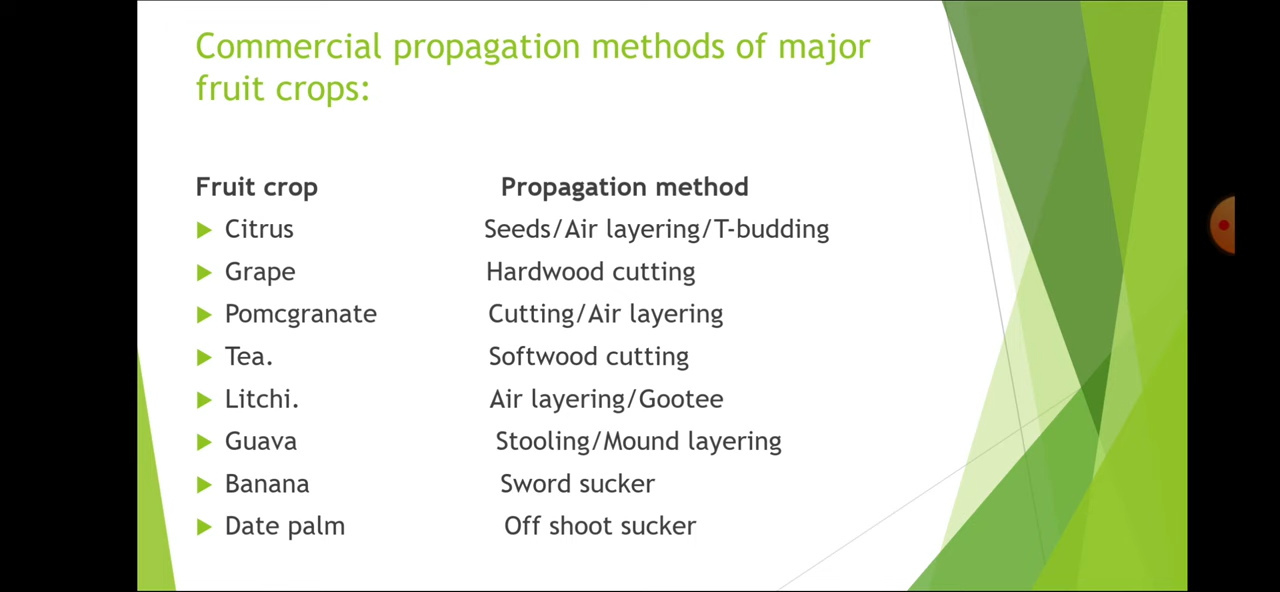 Commercial propagation methods of major
fruit crops:
Fruit crop Propagation method
Citrus Seeds/Air layering/T-budding
Grape Hardwood cutting
Pomcgranate Cutting/Air layering
Tea. Softwood cutting
Litchi. Air layering/Gootee
Guava Stooling/Mound layering
Banana Sword sucker
Date palm Off shoot sucker